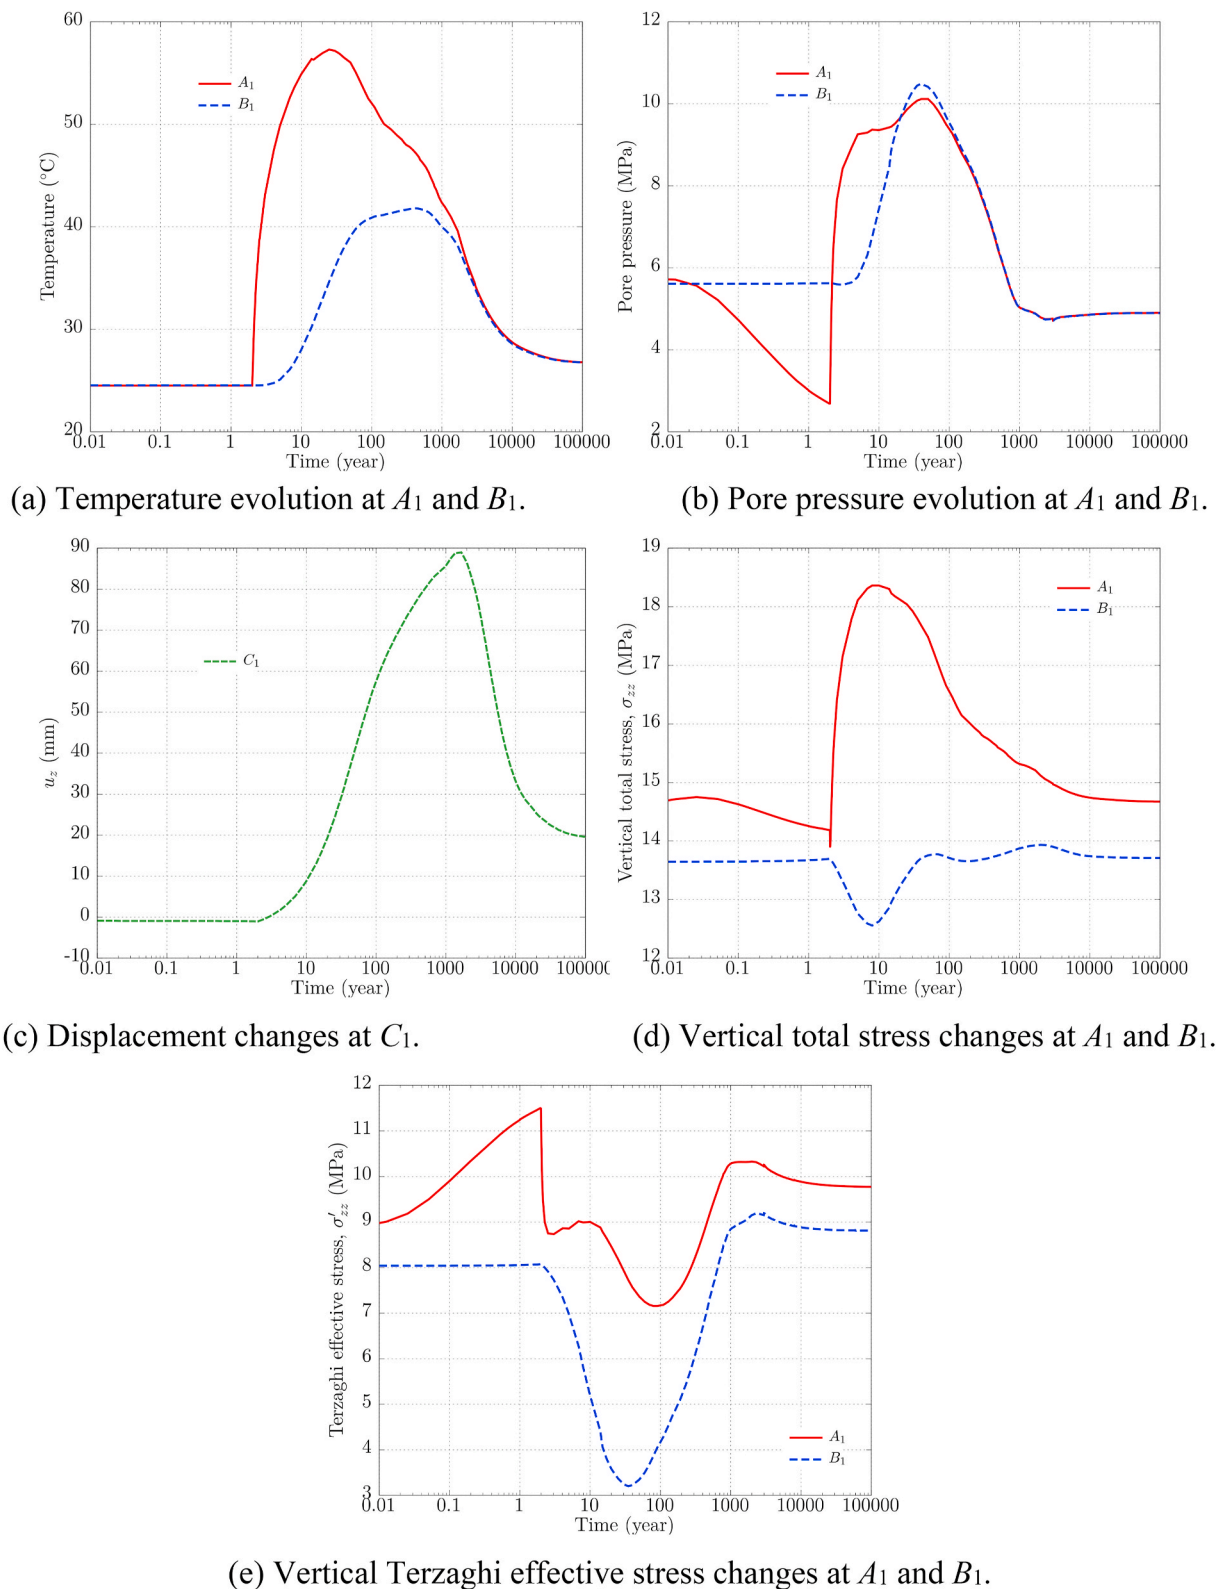 60
50
40
30
20
Temperature (°C)
A1
B1
0.01 0.1 1 10 100 1000 10000 100000
Time (year)
(a) Temperature evolution at A1 and B1.
12
10
8
6
4
2
Pore pressure (MPa)
A1
B1
0.01 0.1 1 10 100 1000 10000 100000
Time (year)
(b) Pore pressure evolution at A1 and B1.
90
80
70
60
50
40
30
20
10
0
-10
uz (mm)
C1
0.01 0.1 1 10 100 1000 10000 100000
Time (year)
(c) Displacement changes at C1.
19
18
17
16
15
14
13
12
Vertical total stress, σzz (MPa)
A1
B1
0.01 0.1 1 10 100 1000 10000 100000
Time (year)
(d) Vertical total stress changes at A1 and B1.
12
11
10
9
8
7
6
5
4
3
Terzaghi effective stress, σ′zz (MPa)
A1
B1
0.01 0.1 1 10 100 1000 10000 100000
Time (year)
(e) Vertical Terzaghi effective stress changes at A1 and B1.